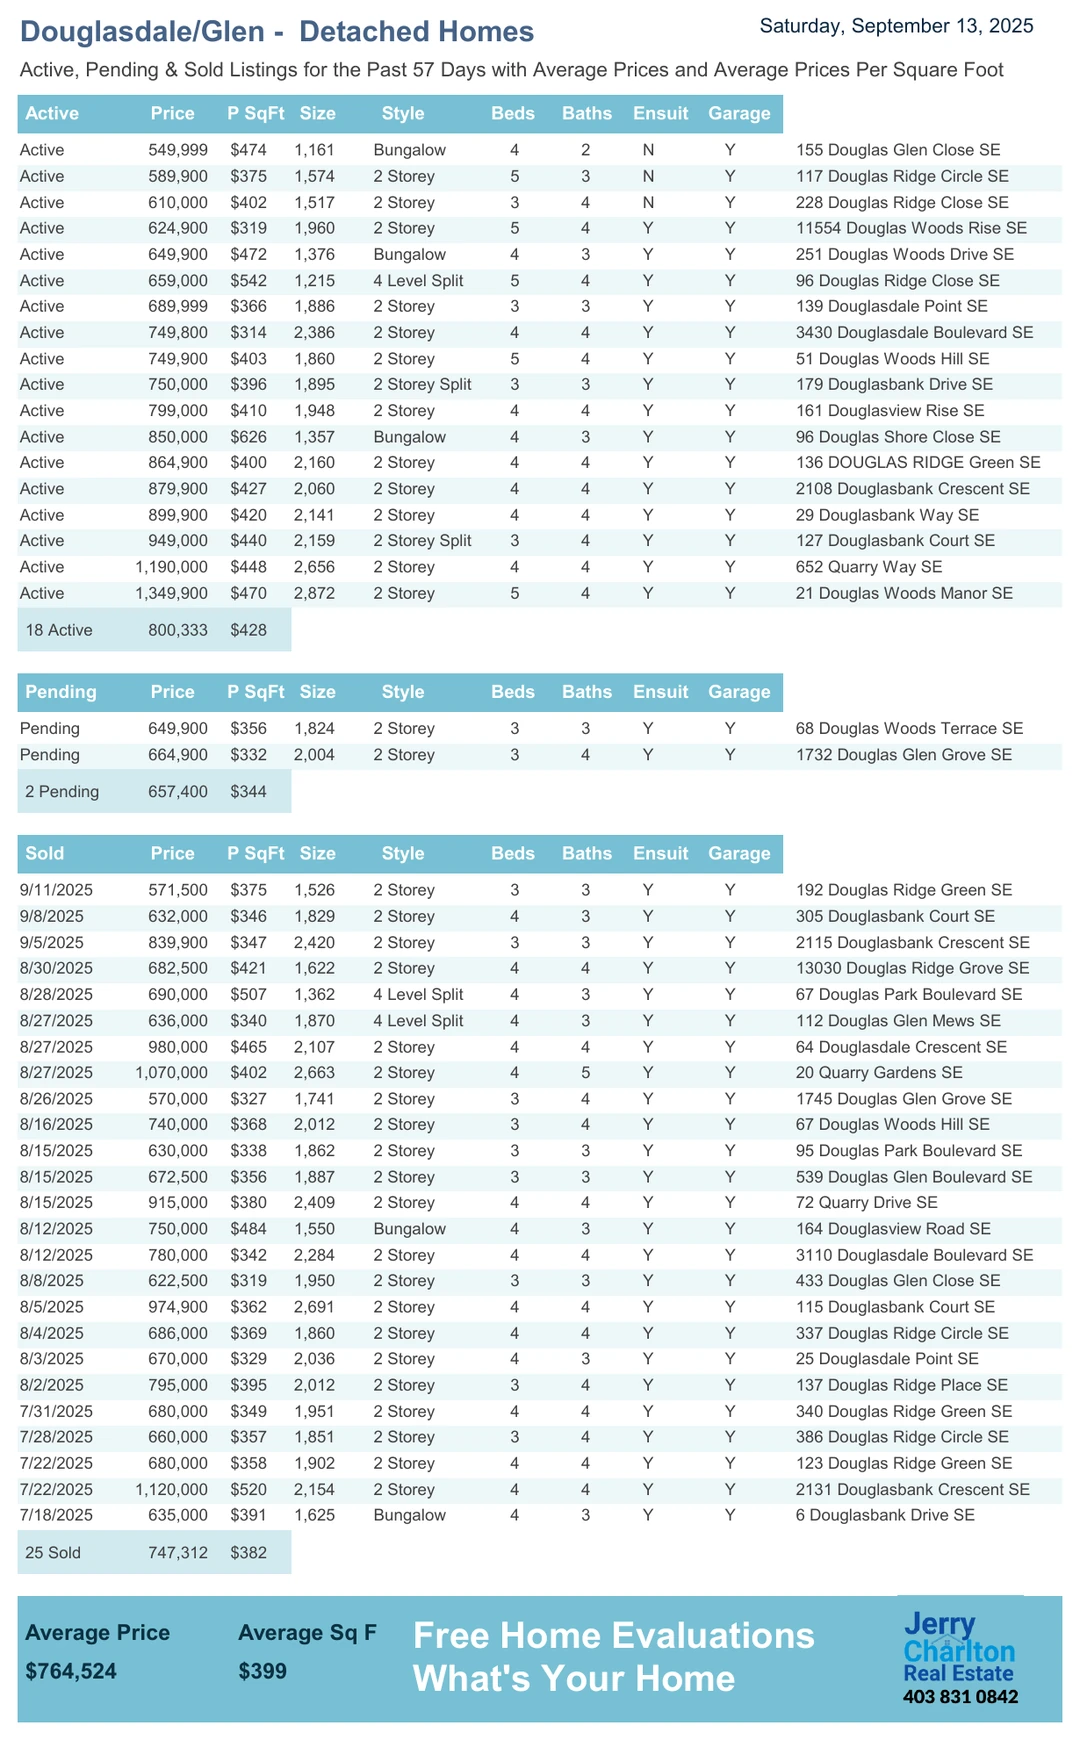 Douglasdale/Glen -  Detached Homes
Saturday, September 13, 2025
Active, Pending & Sold Listings for the Past 57 Days with Average Prices and Average Prices Per Square Foot
Active Price P SqFt Size Style Beds Baths Ensuit Garage
Active 549,999 $474 1,161 Bungalow 4 2 N Y 155 Douglas Glen Close SE
Active 589,900 $375 1,574 2 Storey 5 3 N Y 117 Douglas Ridge Circle SE
Active 610,000 $402 1,517 2 Storey 3 4 N Y 228 Douglas Ridge Close SE
Active 624,900 $319 1,960 2 Storey 5 4 Y Y 11554 Douglas Woods Rise SE
Active 649,900 $472 1,376 Bungalow 4 3 Y Y 251 Douglas Woods Drive SE
Active 659,000 $542 1,215 4 Level Split 5 4 Y Y 96 Douglas Ridge Close SE
Active 689,999 $366 1,886 2 Storey 3 3 Y Y 139 Douglasdale Point SE
Active 749,800 $314 2,386 2 Storey 4 4 Y Y 3430 Douglasdale Boulevard SE
Active 749,900 $403 1,860 2 Storey 5 4 Y Y 51 Douglas Woods Hill SE
Active 750,000 $396 1,895 2 Storey Split 3 3 Y Y 179 Douglasbank Drive SE
Active 799,000 $410 1,948 2 Storey 4 4 Y Y 161 Douglasview Rise SE
Active 850,000 $626 1,357 Bungalow 4 3 Y Y 96 Douglas Shore Close SE
Active 864,900 $400 2,160 2 Storey 4 4 Y Y 136 DOUGLAS RIDGE Green SE
Active 879,900 $427 2,060 2 Storey 4 4 Y Y 2108 Douglasbank Crescent SE
Active 899,900 $420 2,141 2 Storey 4 4 Y Y 29 Douglasbank Way SE
Active 949,000 $440 2,159 2 Storey Split 3 4 Y Y 127 Douglasbank Court SE
Active 1,190,000 $448 2,656 2 Storey 4 4 Y Y 652 Quarry Way SE
Active 1,349,900 $470 2,872 2 Storey 5 4 Y Y 21 Douglas Woods Manor SE
18 Active 800,333 $428
Pending Price P SqFt Size Style Beds Baths Ensuit Garage
Pending 649,900 $356 1,824 2 Storey 3 3 Y Y 68 Douglas Woods Terrace SE
Pending 664,900 $332 2,004 2 Storey 3 4 Y Y 1732 Douglas Glen Grove SE
2 Pending 657,400 $344
Sold Price P SqFt Size Style Beds Baths Ensuit Garage
9/11/2025 571,500 $375 1,526 2 Storey 3 3 Y Y 192 Douglas Ridge Green SE
9/8/2025 632,000 $346 1,829 2 Storey 4 3 Y Y 305 Douglasbank Court SE
9/5/2025 839,900 $347 2,420 2 Storey 3 3 Y Y 2115 Douglasbank Crescent SE
8/30/2025 682,500 $421 1,622 2 Storey 4 4 Y Y 13030 Douglas Ridge Grove SE
8/28/2025 690,000 $507 1,362 4 Level Split 4 3 Y Y 67 Douglas Park Boulevard SE
8/27/2025 636,000 $340 1,870 4 Level Split 4 3 Y Y 112 Douglas Glen Mews SE
8/27/2025 980,000 $465 2,107 2 Storey 4 4 Y Y 64 Douglasdale Crescent SE
8/27/2025 1,070,000 $402 2,663 2 Storey 4 5 Y Y 20 Quarry Gardens SE
8/26/2025 570,000 $327 1,741 2 Storey 3 4 Y Y 1745 Douglas Glen Grove SE
8/16/2025 740,000 $368 2,012 2 Storey 3 4 Y Y 67 Douglas Woods Hill SE
8/15/2025 630,000 $338 1,862 2 Storey 3 3 Y Y 95 Douglas Park Boulevard SE
8/15/2025 672,500 $356 1,887 2 Storey 3 3 Y Y 539 Douglas Glen Boulevard SE
8/15/2025 915,000 $380 2,409 2 Storey 4 4 Y Y 72 Quarry Drive SE
8/12/2025 750,000 $484 1,550 Bungalow 4 3 Y Y 164 Douglasview Road SE
8/12/2025 780,000 $342 2,284 2 Storey 4 4 Y Y 3110 Douglasdale Boulevard SE
8/8/2025 622,500 $319 1,950 2 Storey 3 3 Y Y 433 Douglas Glen Close SE
8/5/2025 974,900 $362 2,691 2 Storey 4 4 Y Y 115 Douglasbank Court SE
8/4/2025 686,000 $369 1,860 2 Storey 4 4 Y Y 337 Douglas Ridge Circle SE
8/3/2025 670,000 $329 2,036 2 Storey 4 3 Y Y 25 Douglasdale Point SE
8/2/2025 795,000 $395 2,012 2 Storey 3 4 Y Y 137 Douglas Ridge Place SE
7/31/2025 680,000 $349 1,951 2 Storey 4 4 Y Y 340 Douglas Ridge Green SE
7/28/2025 660,000 $357 1,851 2 Storey 3 4 Y Y 386 Douglas Ridge Circle SE
7/22/2025 680,000 $358 1,902 2 Storey 4 4 Y Y 123 Douglas Ridge Green SE
7/22/2025 1,120,000 $520 2,154 2 Storey 4 4 Y Y 2131 Douglasbank Crescent SE
7/18/2025 635,000 $391 1,625 Bungalow 4 3 Y Y 6 Douglasbank Drive SE
25 Sold 747,312 $382
Average Price Average Sq F
$764,524 $399
Free Home Evaluations
What's Your Home
Jerry
Charlton
Real Estate
403 831 0842